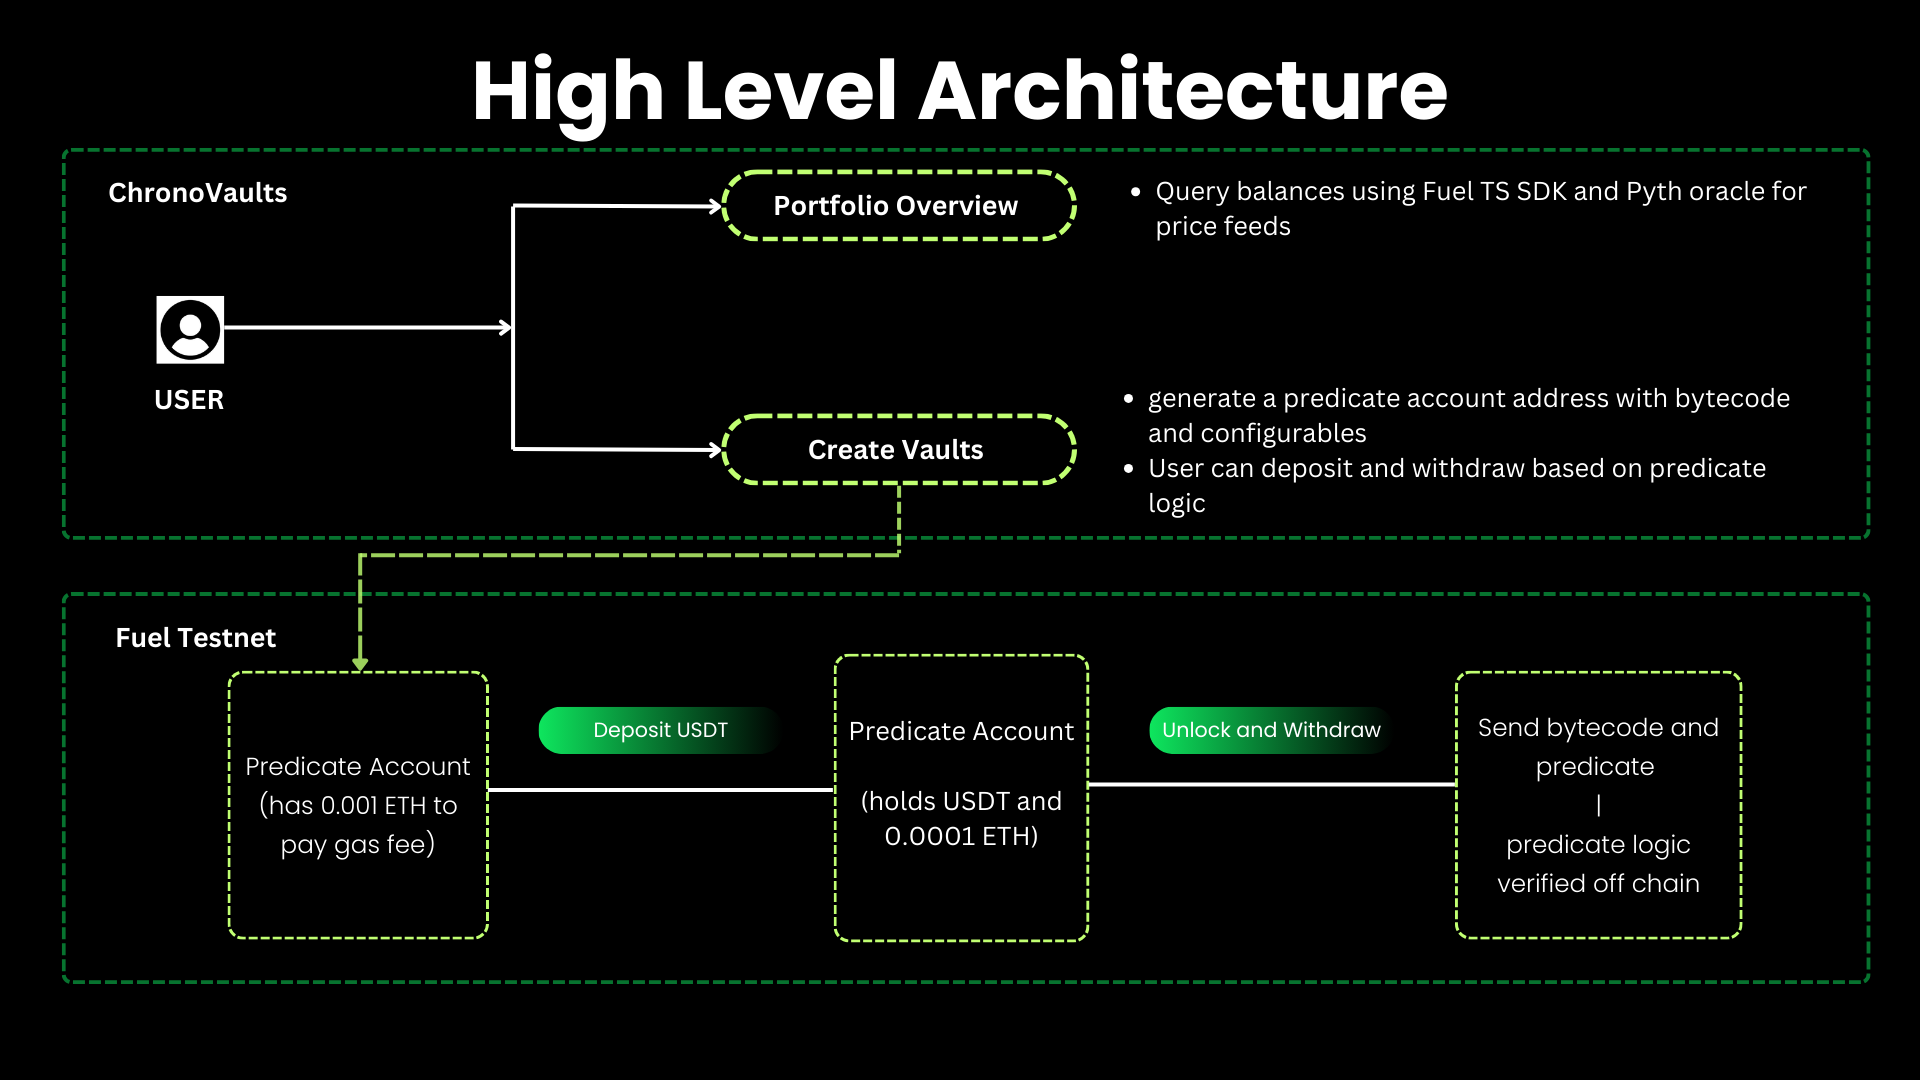 High Level Architecture
ChronoVaults
Portfolio Overview
Query balances using Fuel TS SDK and Pyth oracle for
price feeds
USER
Create Vaults
generate a predicate account address with bytecode
and configurables
User can deposit and withdraw based on predicate
logic
Fuel Testnet
Predicate Account
(has 0.001 ETH to
pay gas fee)
Deposit USDT
Predicate Account
(holds USDT and
0.0001 ETH)
Unlock and Withdraw
Send bytecode and
predicate
|
predicate logic
verified off chain